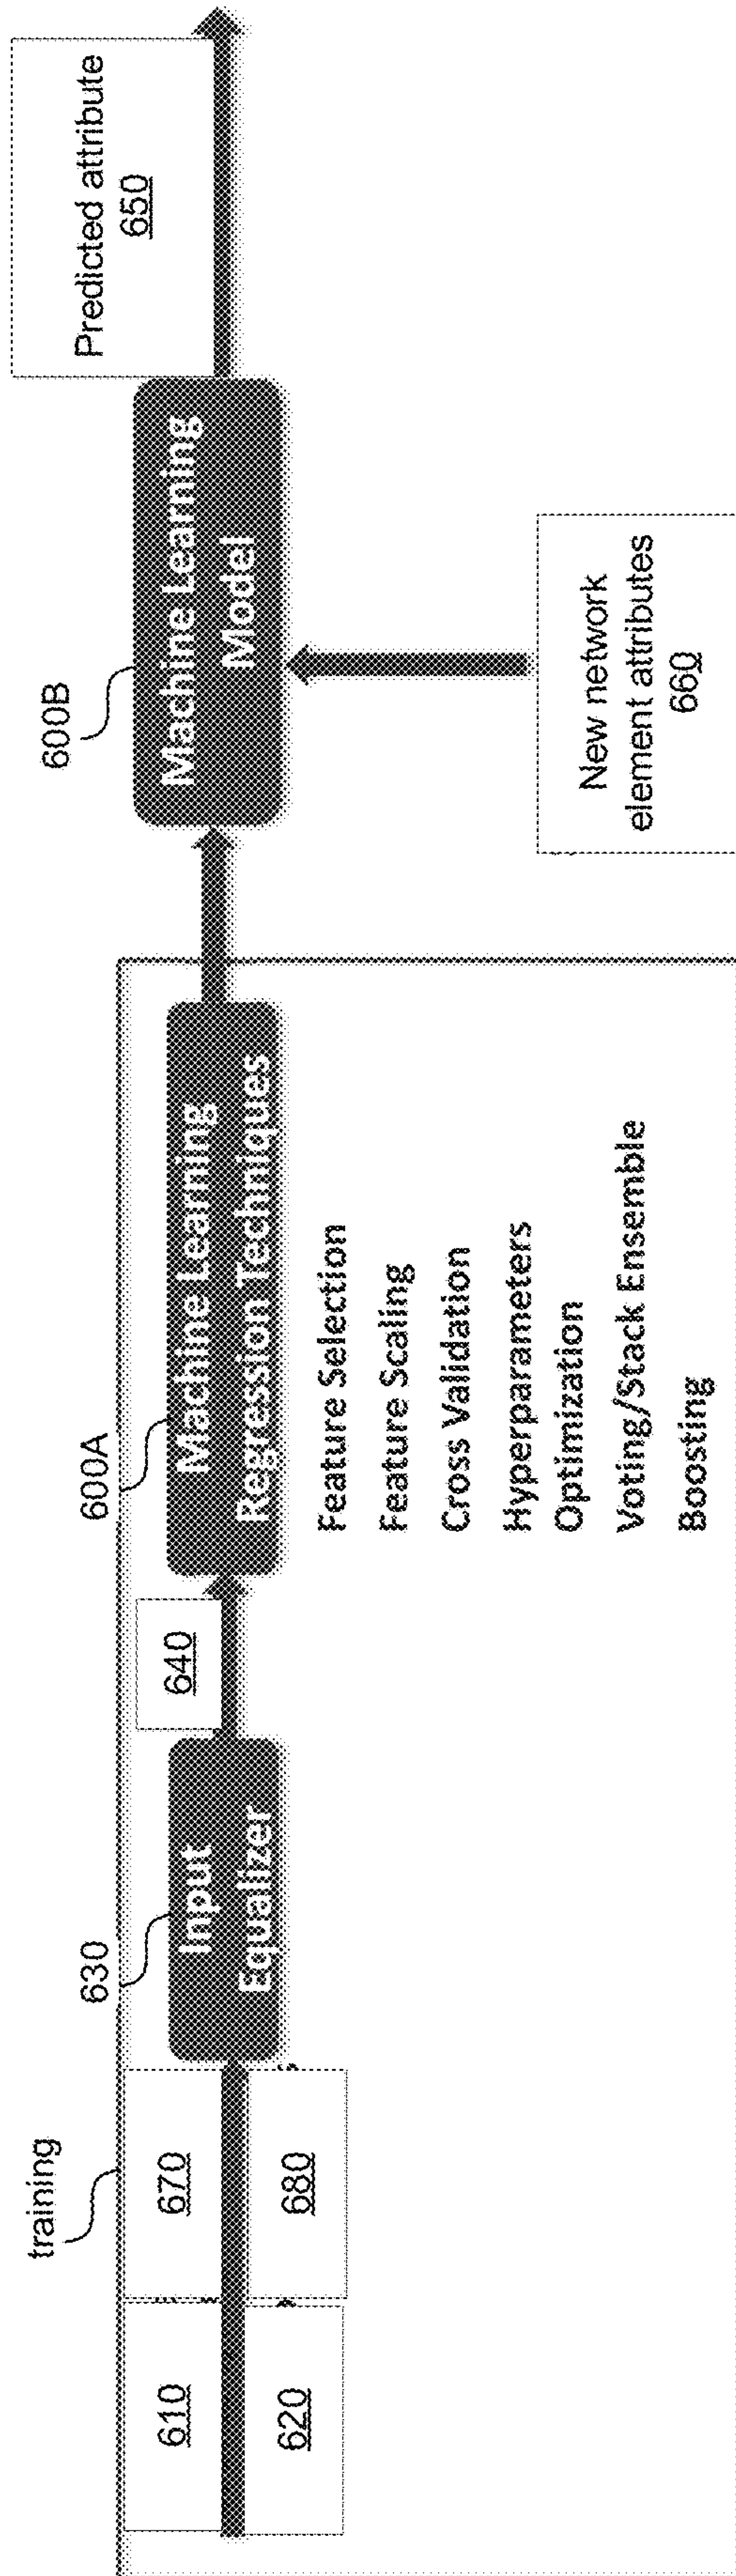 training
610
670
620
680
630
Input
Equalizer
640
600A
Machine Learning
Regression Techniques
Feature Selection
Feature Scaling
Cross Validation
Hyperparameters
Optimization
Voting/Stack Ensemble
Boosting
600B
Machine Learning
Model
New network
element attributes
660
Predicted attribute
650